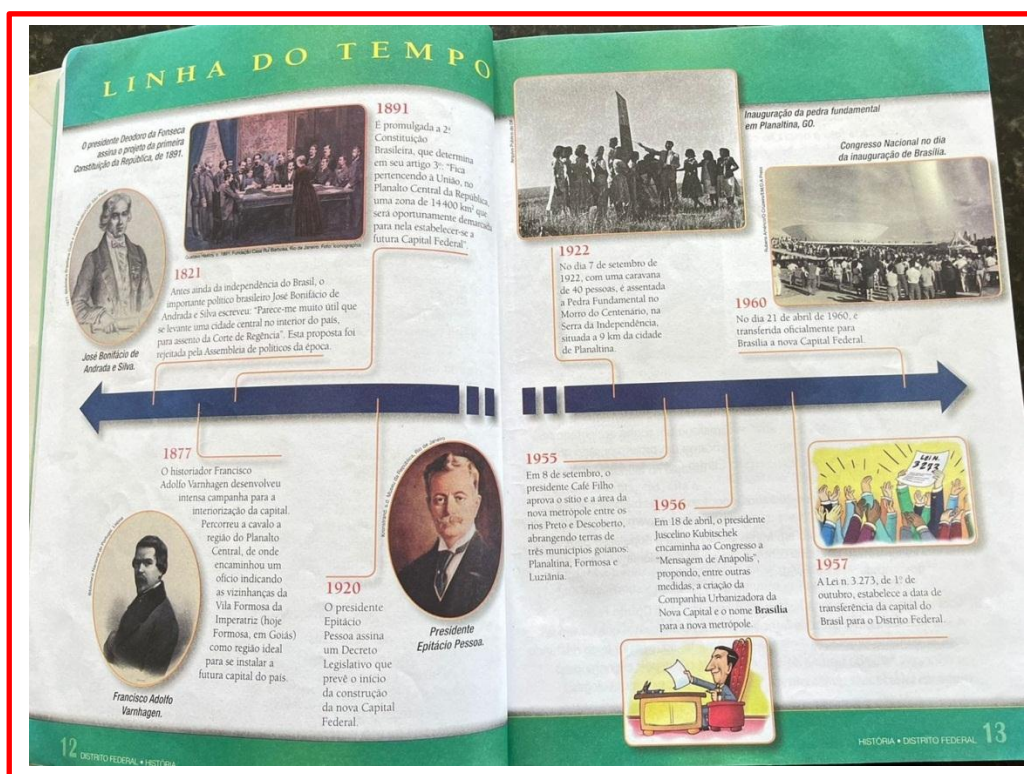 LINHA DO TEMPO
O presidente Deodoro da Fonseca
assina o projeto da primeira
Constituição da República, de 1891.
1891
É promulgada a 2ª
Constituição
Brasileira, que determina
em seu artigo 3º: "Fica
pertencendo à União, no
Planalto Central da República,
uma zona de 14 400 km² que
será oportunamente demarcada
para nela estabelecer-se a
futura Capital Federal".
1821
Antes ainda da independência do Brasil, o
importante político brasileiro José Bonifácio de
Andrada e Silva escreveu: "Parece-me muito útil que
se levante uma cidade central no interior do país,
para assento da Corte de Regência". Esta proposta foi
rejeitada pela Assembleia de políticos da época.
José Bonifácio de
Andrada e Silva.
1877
O historiador Francisco
Adolfo Varnhagen desenvolveu
intensa campanha para a
interiorização da capital.
Percorreu a cavalo a
região do Planalto
Central, de onde
encaminhou um
ofício indicando
as vizinhanças da
Vila Formosa da
Imperatriz (hoje
Formosa, em Goiás)
como região ideal
para se instalar a
futura capital do país.
Francisco Adolfo
Varnhagen.
1920
O presidente
Epitácio
Pessoa assina
um Decreto
Legislativo que
prevê o início
da construção
da nova Capital
Federal.
Presidente
Epitácio Pessoa.
12 DISTRITO FEDERAL • HISTÓRIA
Inauguração da pedra fundamental
em Planaltina, GO.
Congresso Nacional no dia
da inauguração de Brasília.
1922
No dia 7 de setembro de
1922, com uma caravana
de 40 pessoas, é assentada
a Pedra Fundamental no
Morro do Centenário, na
Serra da Independência,
situada a 9 km da cidade
de Planaltina.
1960
No dia 21 de abril de 1960, é
transferida oficialmente para
Brasília a nova Capital Federal.
1955
Em 8 de setembro, o
presidente Café Filho
aprova o sítio e a área da
nova metrópole entre os
rios Preto e Descoberto,
abrangendo terras de
três municípios goianos:
Planaltina, Formosa e
Luziânia.
1956
Em 18 de abril, o presidente
Juscelino Kubitschek
encaminha ao Congresso a
"Mensagem de Anápolis",
propondo, entre outras
medidas, a criação da
Companhia Urbanizadora da
Nova Capital e o nome Brasília
para a nova metrópole.
LEI N.
3273
1957
A Lei n. 3 273, de 1º de
outubro, estabelece a data de
transferência da capital do
Brasil para o Distrito Federal.
HISTÓRIA • DISTRITO FEDERAL 13